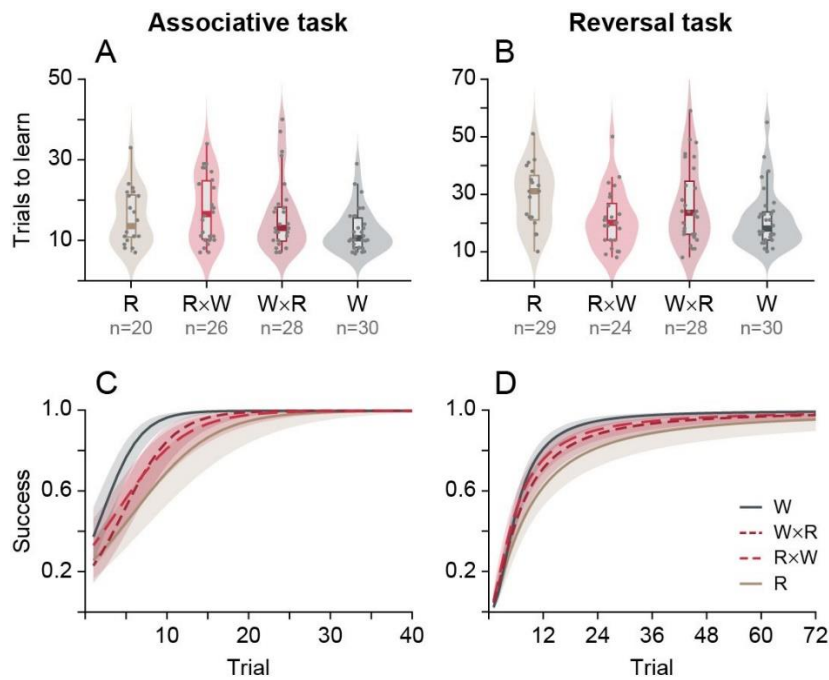 Associative task
Reversal task
A
B
Trials to learn
50
30
10
70
50
30
10
R
R×W
W×R
W
n=20
n=26
n=28
n=30
R
R×W
W×R
W
n=29
n=24
n=28
n=30
C
D
Success
1.0
0.6
0.2
1.0
0.6
0.2
W
W×R
R×W
R
10
20
30
40
12
24
36
48
60
72
Trial
Trial